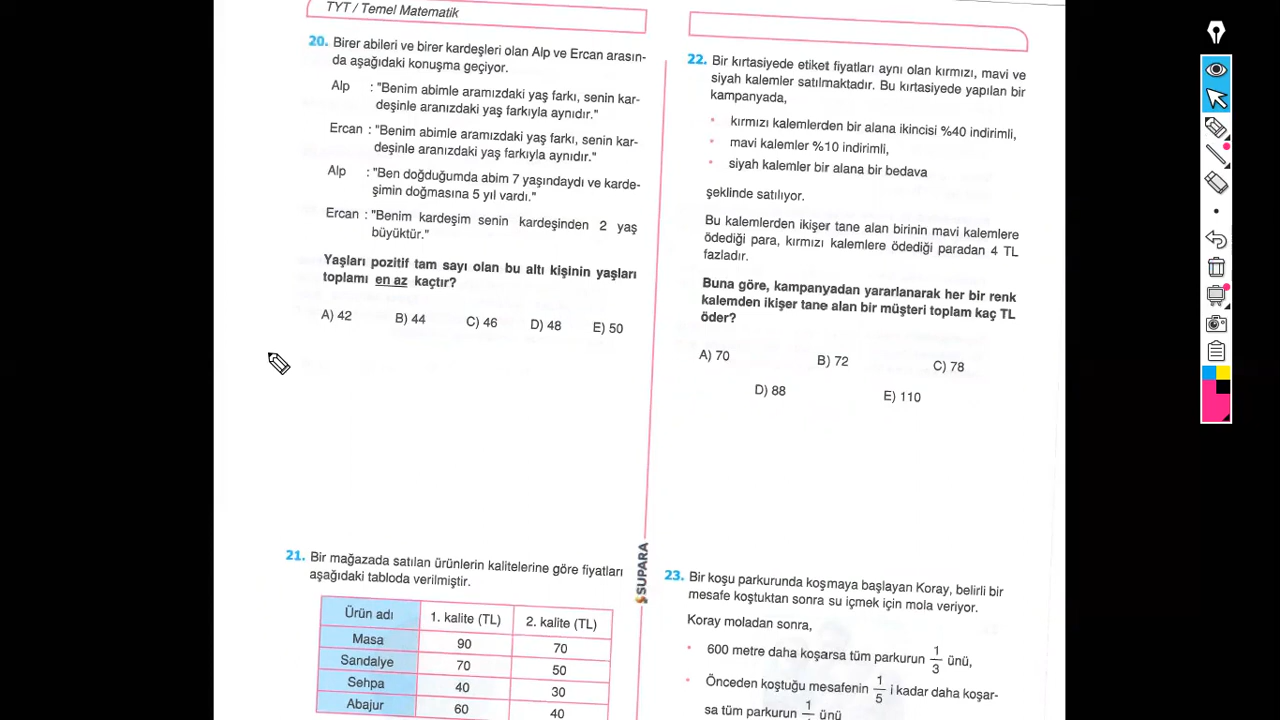 TYT / Temel Matematik
20. Birer abileri ve birer kardeşleri olan Alp ve Ercan arasın-
da aşağıdaki konuşma geçiyor.
Alp : "Benim abimle aramızdaki yaş farkı, senin kar-
deşinle aranızdaki yaş farkıyla aynıdır."
Ercan : "Benim abimle aramızdaki yaş farkı, senin kar-
deşinle aranızdaki yaş farkıyla aynıdır."
Alp : "Ben doğduğumda abim 7 yaşındaydı ve karde-
şimin doğmasına 5 yıl vardı."
Ercan : "Benim kardeşim senin kardeşinden 2 yaş
büyüktür."
Yaşları pozitif tam sayı olan bu altı kişinin yaşları
toplamı en az kaçtır?
A) 42 B) 44 C) 46 D) 48 E) 50
21. Bir mağazada satılan ürünlerin kalitelerine göre fiyatları
aşağıdaki tabloda verilmiştir.
Ürün adı 1. kalite (TL) 2. kalite (TL)
Masa 90 70
Sandalye 70 50
Sehpa 40 30
Abajur 60 40
SUPARA
22. Bir kırtasiyede etiket fiyatları aynı olan kırmızı, mavi ve
siyah kalemler satılmaktadır. Bu kırtasiyede yapılan bir
kampanyada,
• kırmızı kalemlerden bir alana ikincisi %40 indirimli,
• mavi kalemler %10 indirimli,
• siyah kalemler bir alana bir bedava
şeklinde satılıyor.
Bu kalemlerden ikişer tane alan birinin mavi kalemlere
ödediği para, kırmızı kalemlere ödediği paradan 4 TL
fazladır.
Buna göre, kampanyadan yararlanarak her bir renk
kalemden ikişer tane alan bir müşteri toplam kaç TL
öder?
A) 70 B) 72 C) 78
D) 88 E) 110
23. Bir koşu parkurunda koşmaya başlayan Koray, belirli bir
mesafe koştuktan sonra su içmek için mola veriyor.
Koray moladan sonra,
• 600 metre daha koşarsa tüm parkurun 1/3 ünü,
• Önceden koştuğu mesafenin 1/5 i kadar daha koşar-
sa tüm parkurun ünü